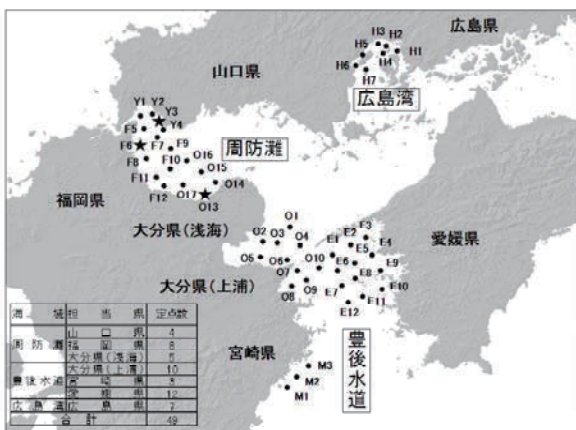 広島県
H3 H2
H5 H4 H1
H6 H7
広島湾
山口県
Y1 Y2 Y3
F5 Y4
F6 F7 F9
F8 F10 O16
周防灘
F11 O15
F12 O17 O14
O13
福岡県
大分県(浅海)
O1
O2 O3 O4
E3
E2
E1 E5 E4
愛媛県
O5 O6 O10 E6 E9
O7
大分県(上浦)
O8 O9 E7 E8 E10
E11
E12
豊後水道
宮崎県
M3
M2
M1
海域 担当県 定点数
山口県 4
周防灘 福岡県 8
大分県(浅海) 5
大分県(上浦) 10
豊後水道 宮崎県 3
愛媛県 12
広島湾 広島県 7
合計 49